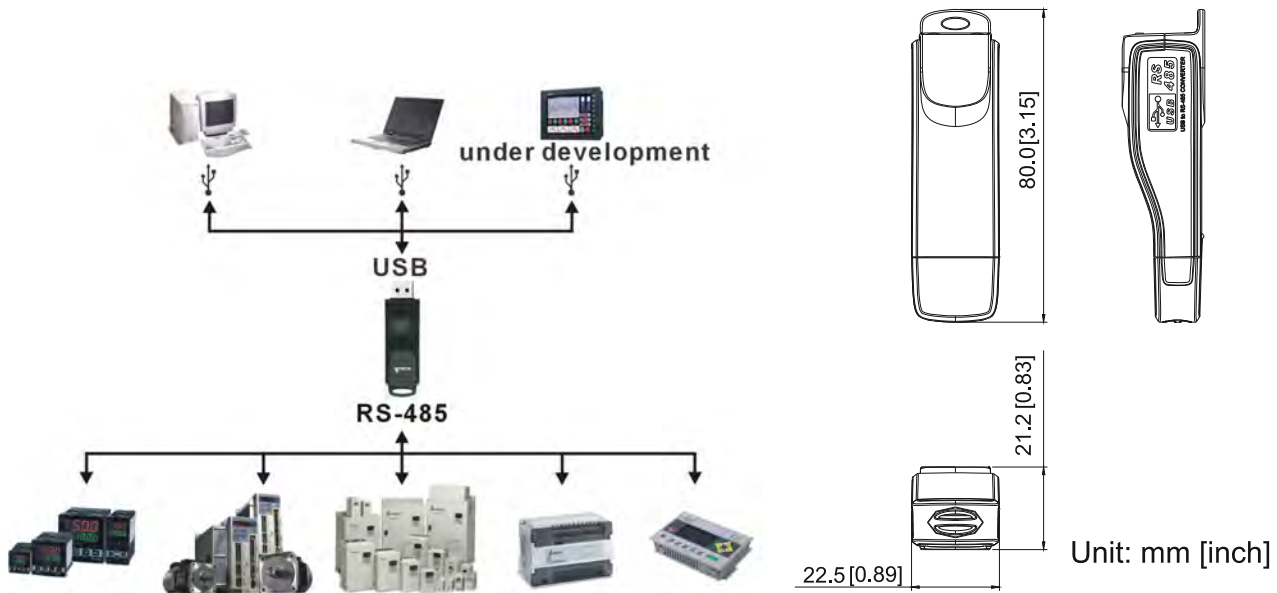 under development
USB
RS-485
80.0[3.15]
RS
485
USB
USB to RS-485 CONVERTER
21.2 [0.83]
22.5 [0.89]
Unit: mm [inch]